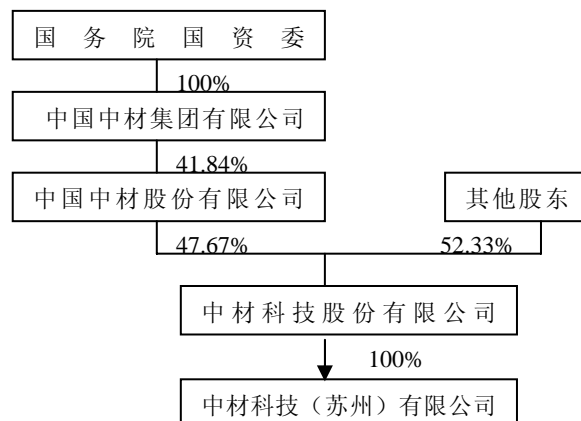 国务院国资委
100%
中国中材集团有限公司
41.84%
中国中材股份有限公司
其他股东
47.67%
52.33%
中材科技股份有限公司
100%
中材科技（苏州）有限公司